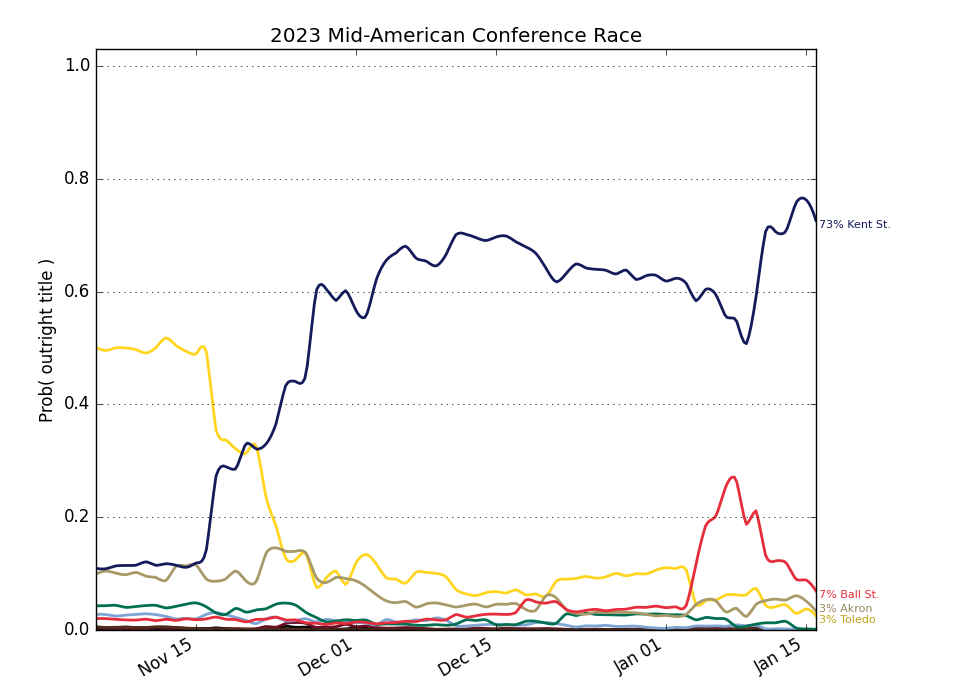 2023 Mid-American Conference Race
Prob( outright title )
1.0
0.8
0.6
0.4
0.2
0.0
73% Kent St.
7% Ball St.
3% Akron
3% Toledo
Nov 15
Dec 01
Dec 15
Jan 01
Jan 15